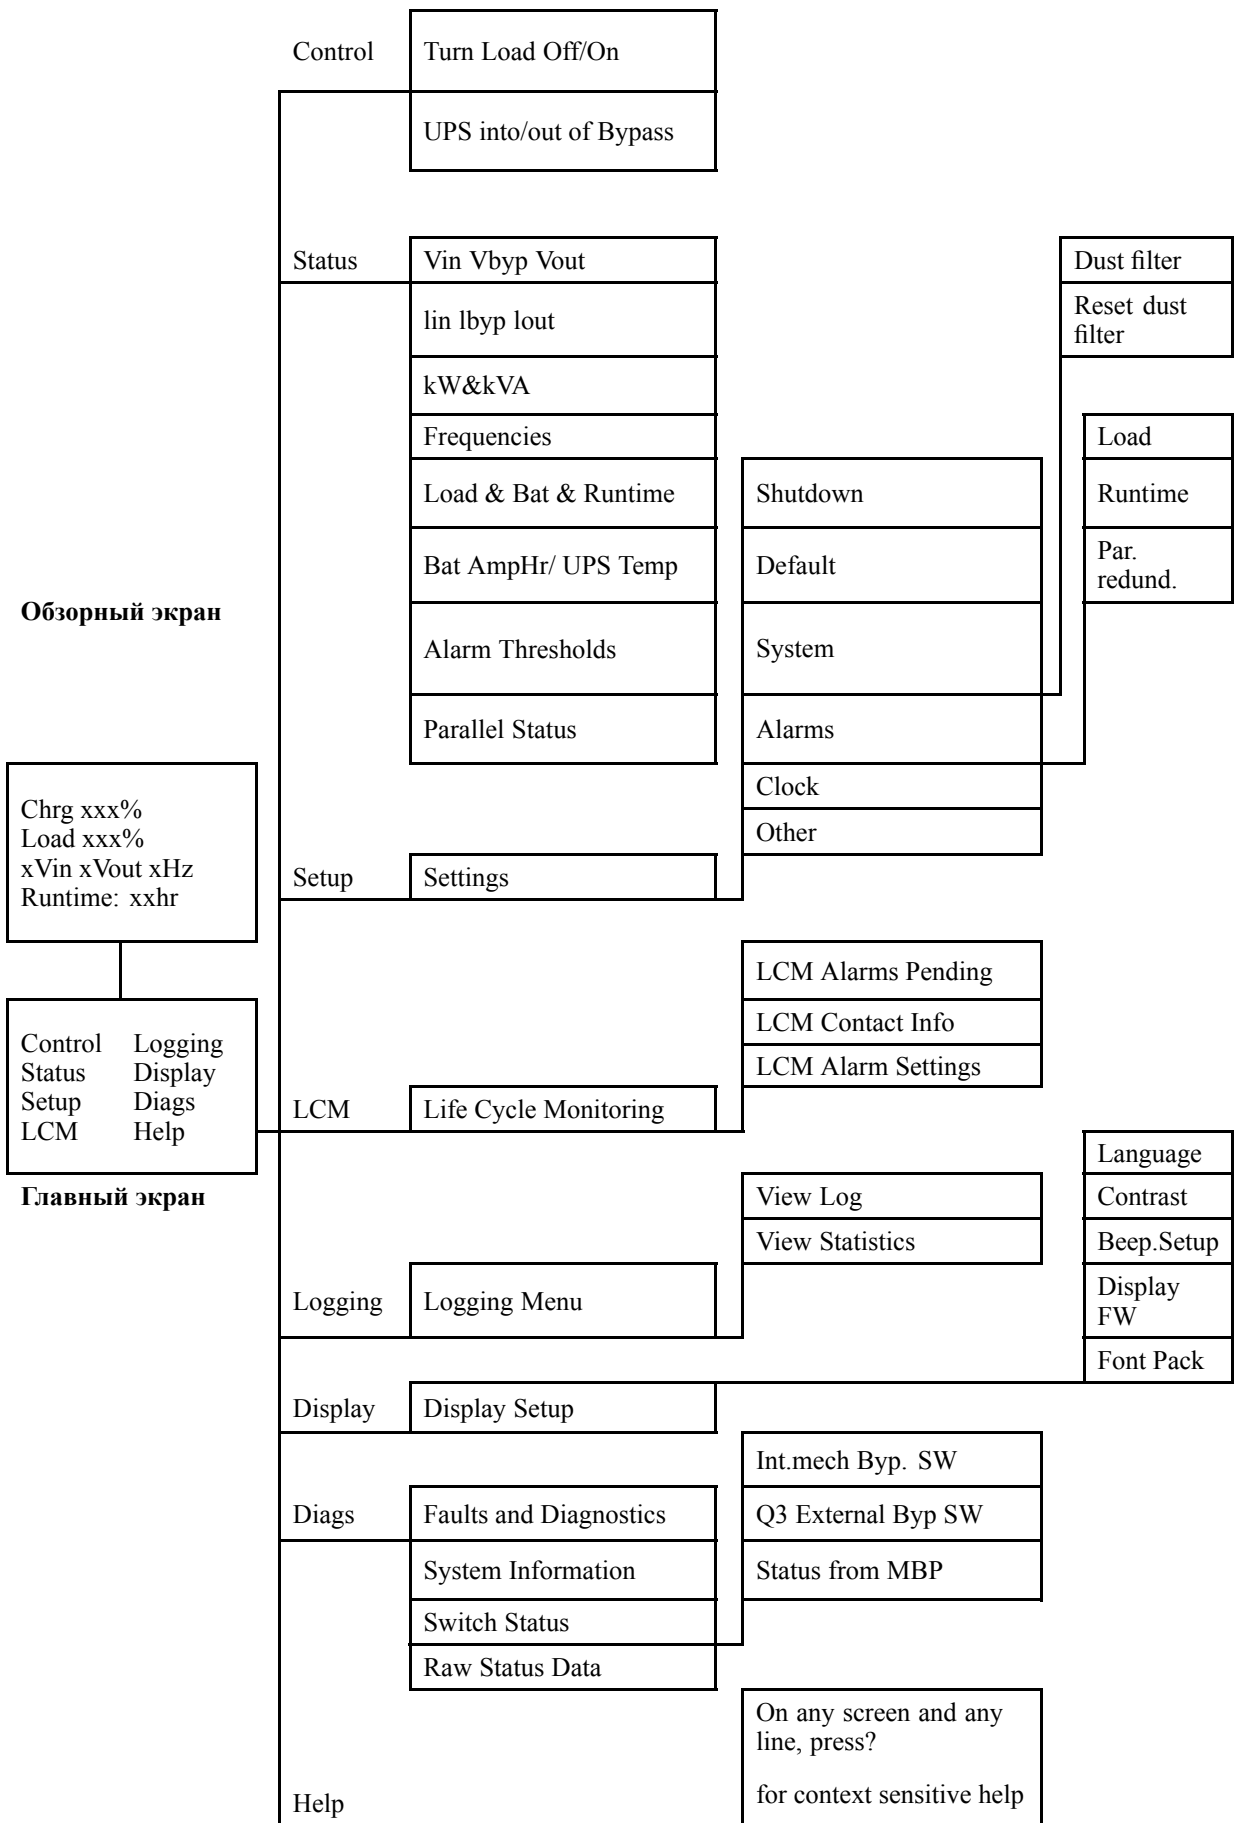 Control
Turn Load Off/On
UPS into/out of Bypass
Status
Vin Vbyp Vout
Dust filter
Reset dust
filter
lin lbyp lout
kW&kVA
Frequencies
Load
Load & Bat & Runtime
Shutdown
Runtime
Bat AmpHr/ UPS Temp
Default
Par.
redund.
Обзорный экран
Alarm Thresholds
System
Parallel Status
Alarms
Clock
Other
Chrg xxx%
Load xxx%
xVin xVout xHz
Runtime: xxhr
Setup
Settings
LCM Alarms Pending
LCM Contact Info
LCM Alarm Settings
Control Logging
Status Display
Setup Diags
LCM Help
LCM
Life Cycle Monitoring
Главный экран
Language
Contrast
Beep.Setup
Display
FW
Font Pack
View Log
View Statistics
Logging
Logging Menu
Display
Display Setup
Int.mech Byp. SW
Diags
Faults and Diagnostics
Q3 External Byp SW
System Information
Status from MBP
Switch Status
Raw Status Data
On any screen and any
line, press?
for context sensitive help
Help